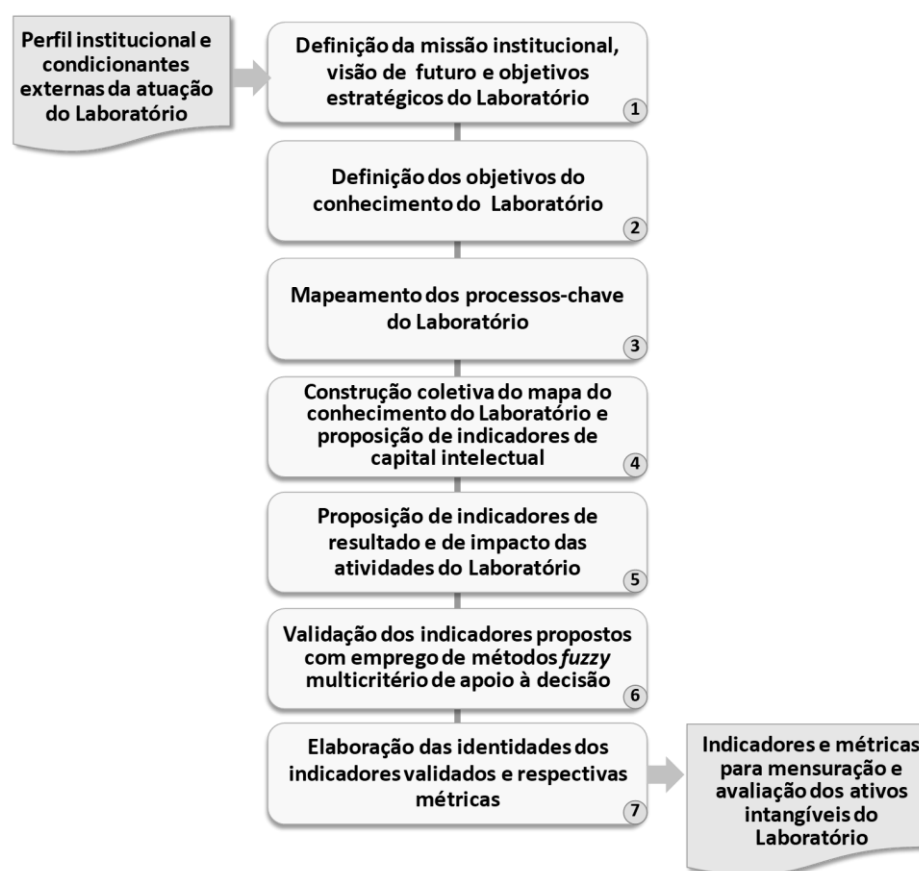 Perfil institucional e
condicionantes
externas da atuação
do Laboratório
Definição da missão institucional,
visão de futuro e objetivos
estratégicos do Laboratório
1
Definição dos objetivos do
conhecimento do Laboratório
2
Mapeamento dos processos-chave
do Laboratório
3
Construção coletiva do mapa do
conhecimento do Laboratório e
proposição de indicadores de
capital intelectual
4
Proposição de indicadores de
resultado e de impacto das
atividades do Laboratório
5
Validação dos indicadores propostos
com emprego de métodos fuzzy
multicritério de apoio à decisão
6
Elaboração das identidades dos
indicadores validados e respectivas
métricas
7
Indicadores e métricas
para mensuração e
avaliação dos ativos
intangíveis do
Laboratório